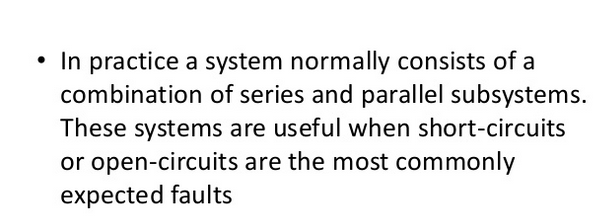 • In practice a system normally consists of a
combination of series and parallel subsystems.
These systems are useful when short-circuits
or open-circuits are the most commonly
expected faults